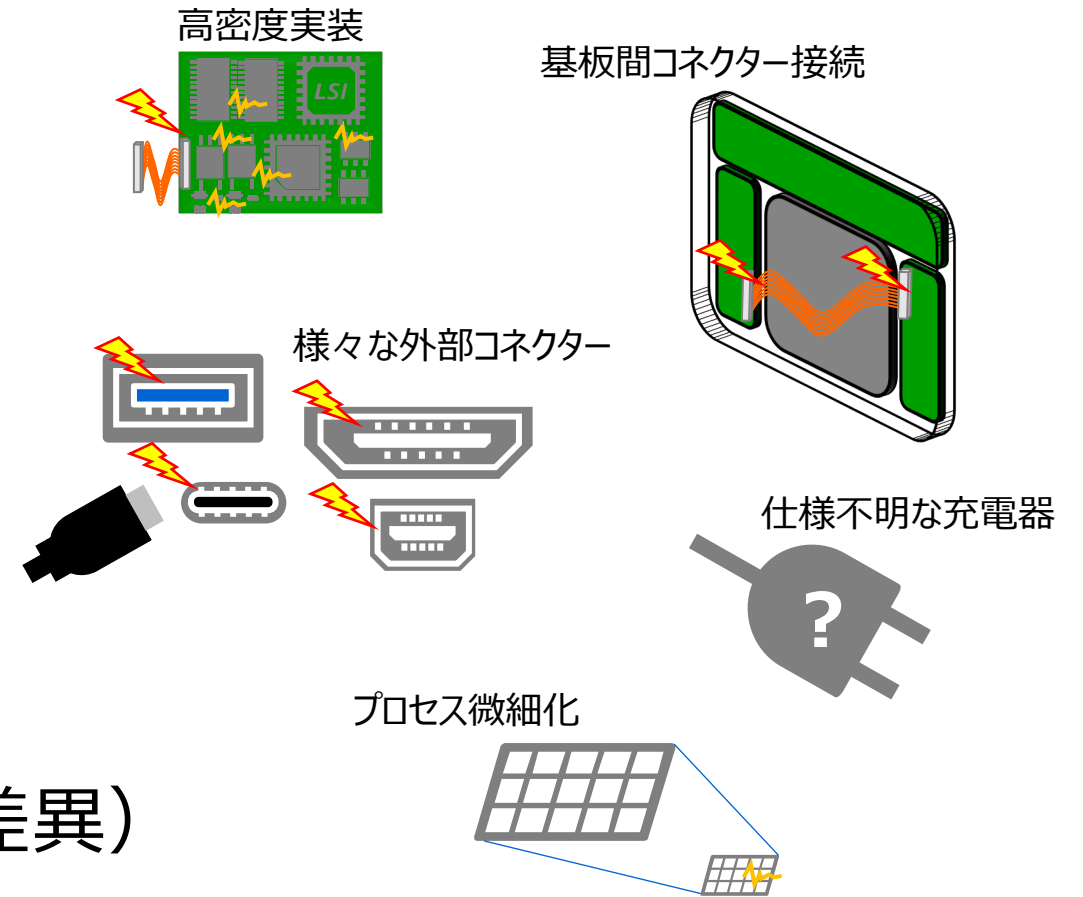 高密度実装
LSI
基板間コネクター接続
様々な外部コネクター
仕様不明な充電器
?
プロセス微細化
差異）